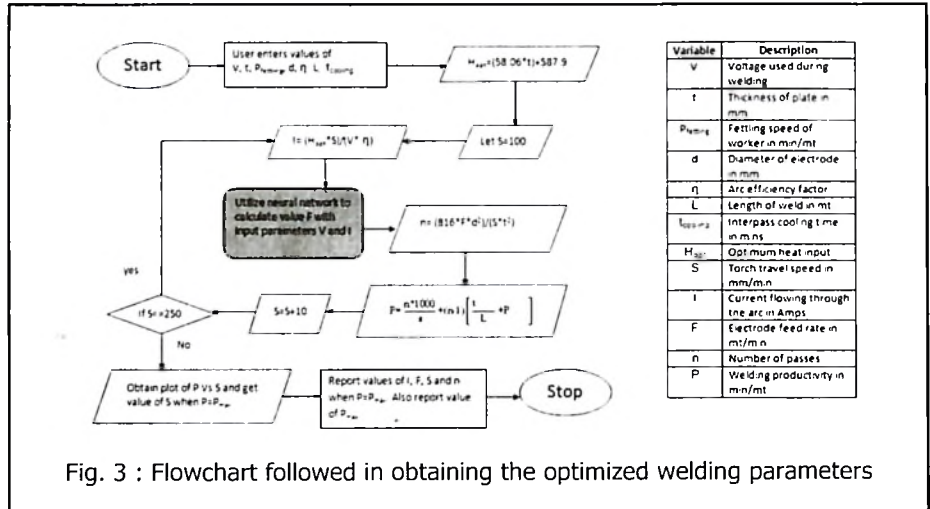 Start
User enters values of
V, t, P_fettling, d, η L t_cooling
H_opt=(58.06*t)+587.9
I= (H_opt*S)/(V* η)
Let S=100
Utilize neural network to
calculate value F with
input parameters V and I
n= (816*F*d²)/(S*t²)
yes
If S<=250
S=S+10
P= n*1000/s +(n-1) [ t/L +P ]
No
Obtain plot of P Vs S and get
value of S when P=P
Report values of I, F, S and n
when P=P Also report value
of P
Stop
Variable Description
V Voltage used during
welding
t Thickness of plate in
mm
P_fettling Fettling speed of
worker in min/mt
d Diameter of electrode
in mm
η Arc efficiency factor
L Length of weld in mt
t_cooling Interpass cooling time
in mins
H_opt Optimum heat input
S Torch travel speed in
mm/min
I Current flowing through
the arc in Amps
F Electrode feed rate in
mt/min
n Number of passes
P Welding productivity in
min/mt
Fig. 3 : Flowchart followed in obtaining the optimized welding parameters